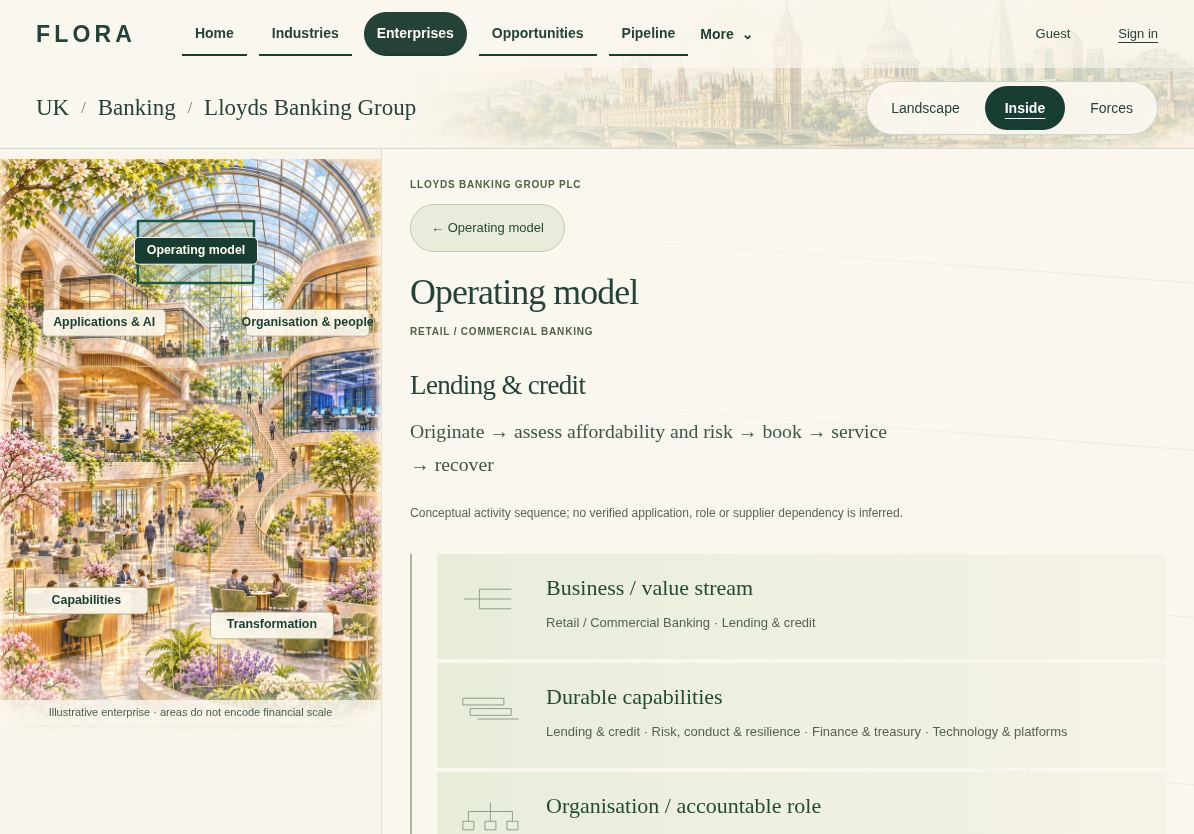 FLORA
Home
Industries
Enterprises
Opportunities
Pipeline
More
Guest
Sign in
UK / Banking / Lloyds Banking Group
Landscape
Inside
Forces
Operating model
Applications & AI
Organisation & people
Capabilities
Transformation
Illustrative enterprise · areas do not encode financial scale
LLOYDS BANKING GROUP PLC
← Operating model
Operating model
RETAIL / COMMERCIAL BANKING
Lending & credit
Originate → assess affordability and risk → book → service
→ recover
Conceptual activity sequence; no verified application, role or supplier dependency is inferred.
Business / value stream
Retail / Commercial Banking · Lending & credit
Durable capabilities
Lending & credit · Risk, conduct & resilience · Finance & treasury · Technology & platforms
Organisation / accountable role